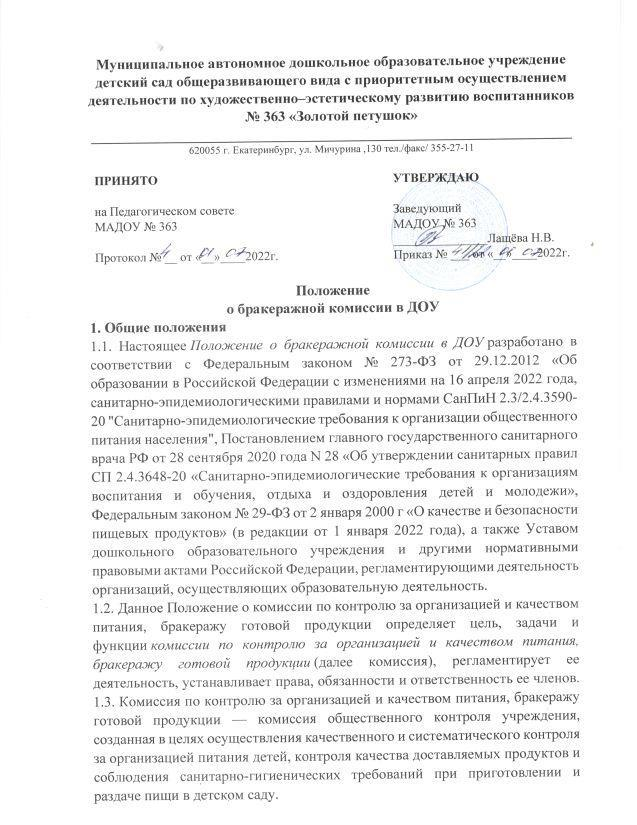 Муниципальное автономное дошкольное образовательное учреждение
детский сад общеразвивающего вида с приоритетным осуществлением
деятельности по художественно–эстетическому развитию воспитанников
№ 363 «Золотой петушок»
620055 г. Екатеринбург, ул. Мичурина ,130 тел./факс/ 355-27-11
ПРИНЯТО
УТВЕРЖДАЮ
на Педагогическом совете
Заведующий
МАДОУ № 363
МАДОУ № 363
Лащёва Н.В.
Протокол № 4 от «01» 07 2022г.
Приказ № от « » 2022г.
Положение
о бракеражной комиссии в ДОУ
1. Общие положения
1.1. Настоящее Положение о бракеражной комиссии в ДОУ разработано в
соответствии с Федеральным законом № 273-ФЗ от 29.12.2012 «Об
образовании в Российской Федерации с изменениями на 16 апреля 2022 года,
санитарно-эпидемиологическими правилами и нормами СанПиН 2.3/2.4.3590-
20 "Санитарно-эпидемиологические требования к организации общественного
питания населения", Постановлением главного государственного санитарного
врача РФ от 28 сентября 2020 года N 28 «Об утверждении санитарных правил
СП 2.4.3648-20 «Санитарно-эпидемиологические требования к организациям
воспитания и обучения, отдыха и оздоровления детей и молодежи»,
Федеральным законом № 29-ФЗ от 2 января 2000 г «О качестве и безопасности
пищевых продуктов» (в редакции от 1 января 2022 года), а также Уставом
дошкольного образовательного учреждения и другими нормативными
правовыми актами Российской Федерации, регламентирующими деятельность
организаций, осуществляющих образовательную деятельность.
1.2. Данное Положение о комиссии по контролю за организацией и качеством
питания, бракеражу готовой продукции определяет цель, задачи и
функции комиссии по контролю за организацией и качеством питания,
бракеражу готовой продукции (далее комиссия), регламентирует ее
деятельность, устанавливает права, обязанности и ответственность ее членов.
1.3. Комиссия по контролю за организацией и качеством питания, бракеражу
готовой продукции — комиссия общественного контроля учреждения,
созданная в целях осуществления качественного и систематического контроля
за организацией питания детей, контроля качества доставляемых продуктов и
соблюдения санитарно-гигиенических требований при приготовлении и
раздаче пищи в детском саду.